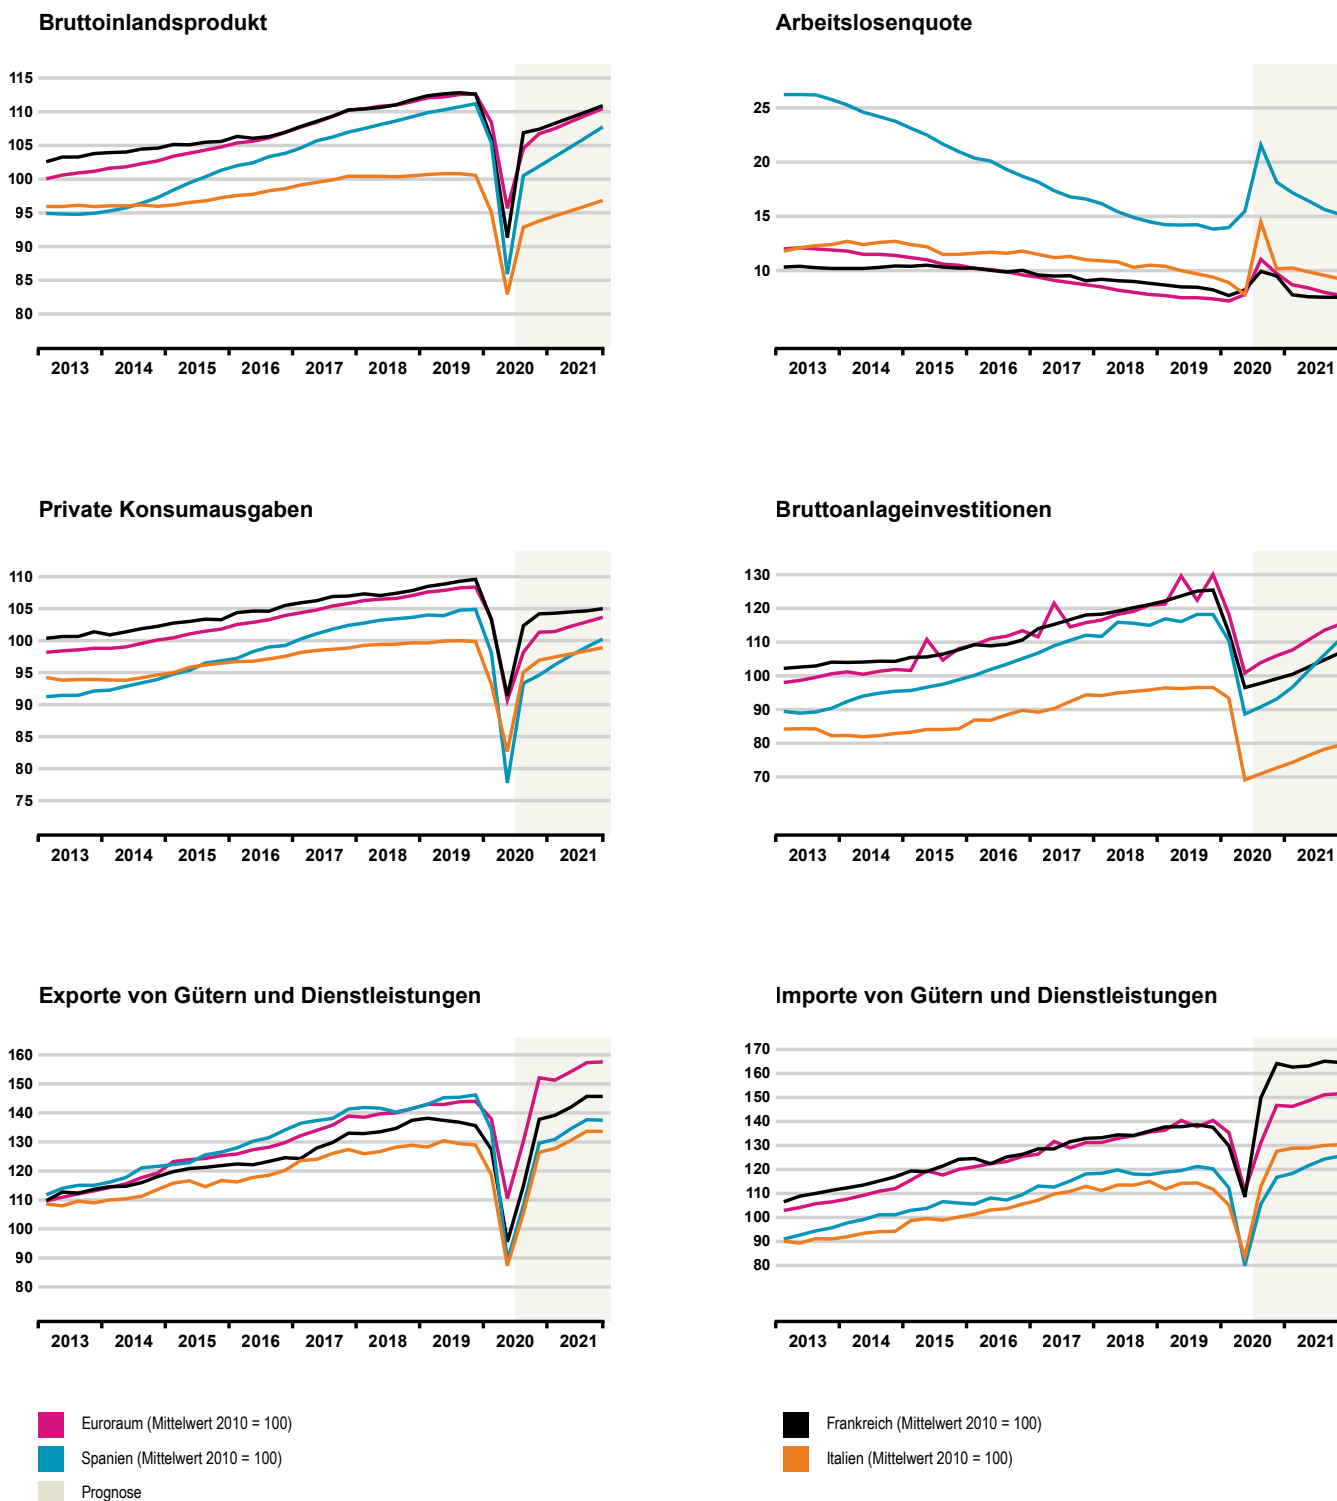 Bruttoinlandsprodukt
115
110
105
100
95
90
85
80
2013 2014 2015 2016 2017 2018 2019 2020 2021
Arbeitslosenquote
25
20
15
10
2013 2014 2015 2016 2017 2018 2019 2020 2021
Private Konsumausgaben
110
105
100
95
90
85
80
75
2013 2014 2015 2016 2017 2018 2019 2020 2021
Bruttoanlageinvestitionen
130
120
110
100
90
80
70
2013 2014 2015 2016 2017 2018 2019 2020 2021
Exporte von Gütern und Dienstleistungen
160
150
140
130
120
110
100
90
80
2013 2014 2015 2016 2017 2018 2019 2020 2021
Importe von Gütern und Dienstleistungen
170
160
150
140
130
120
110
100
90
80
2013 2014 2015 2016 2017 2018 2019 2020 2021
Euroraum (Mittelwert 2010 = 100)
Spanien (Mittelwert 2010 = 100)
Prognose
Frankreich (Mittelwert 2010 = 100)
Italien (Mittelwert 2010 = 100)